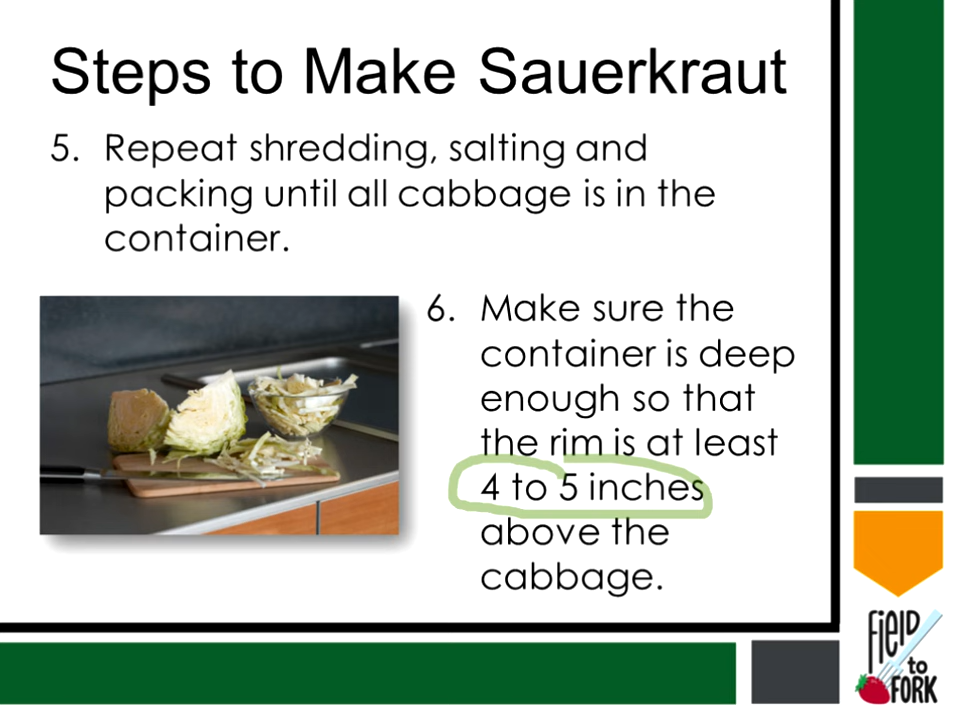 Steps to Make Sauerkraut
5. Repeat shredding, salting and
packing until all cabbage is in the
container.
6. Make sure the
container is deep
enough so that
the rim is at least
4 to 5 inches
above the
cabbage.
FiElD
to
FORK